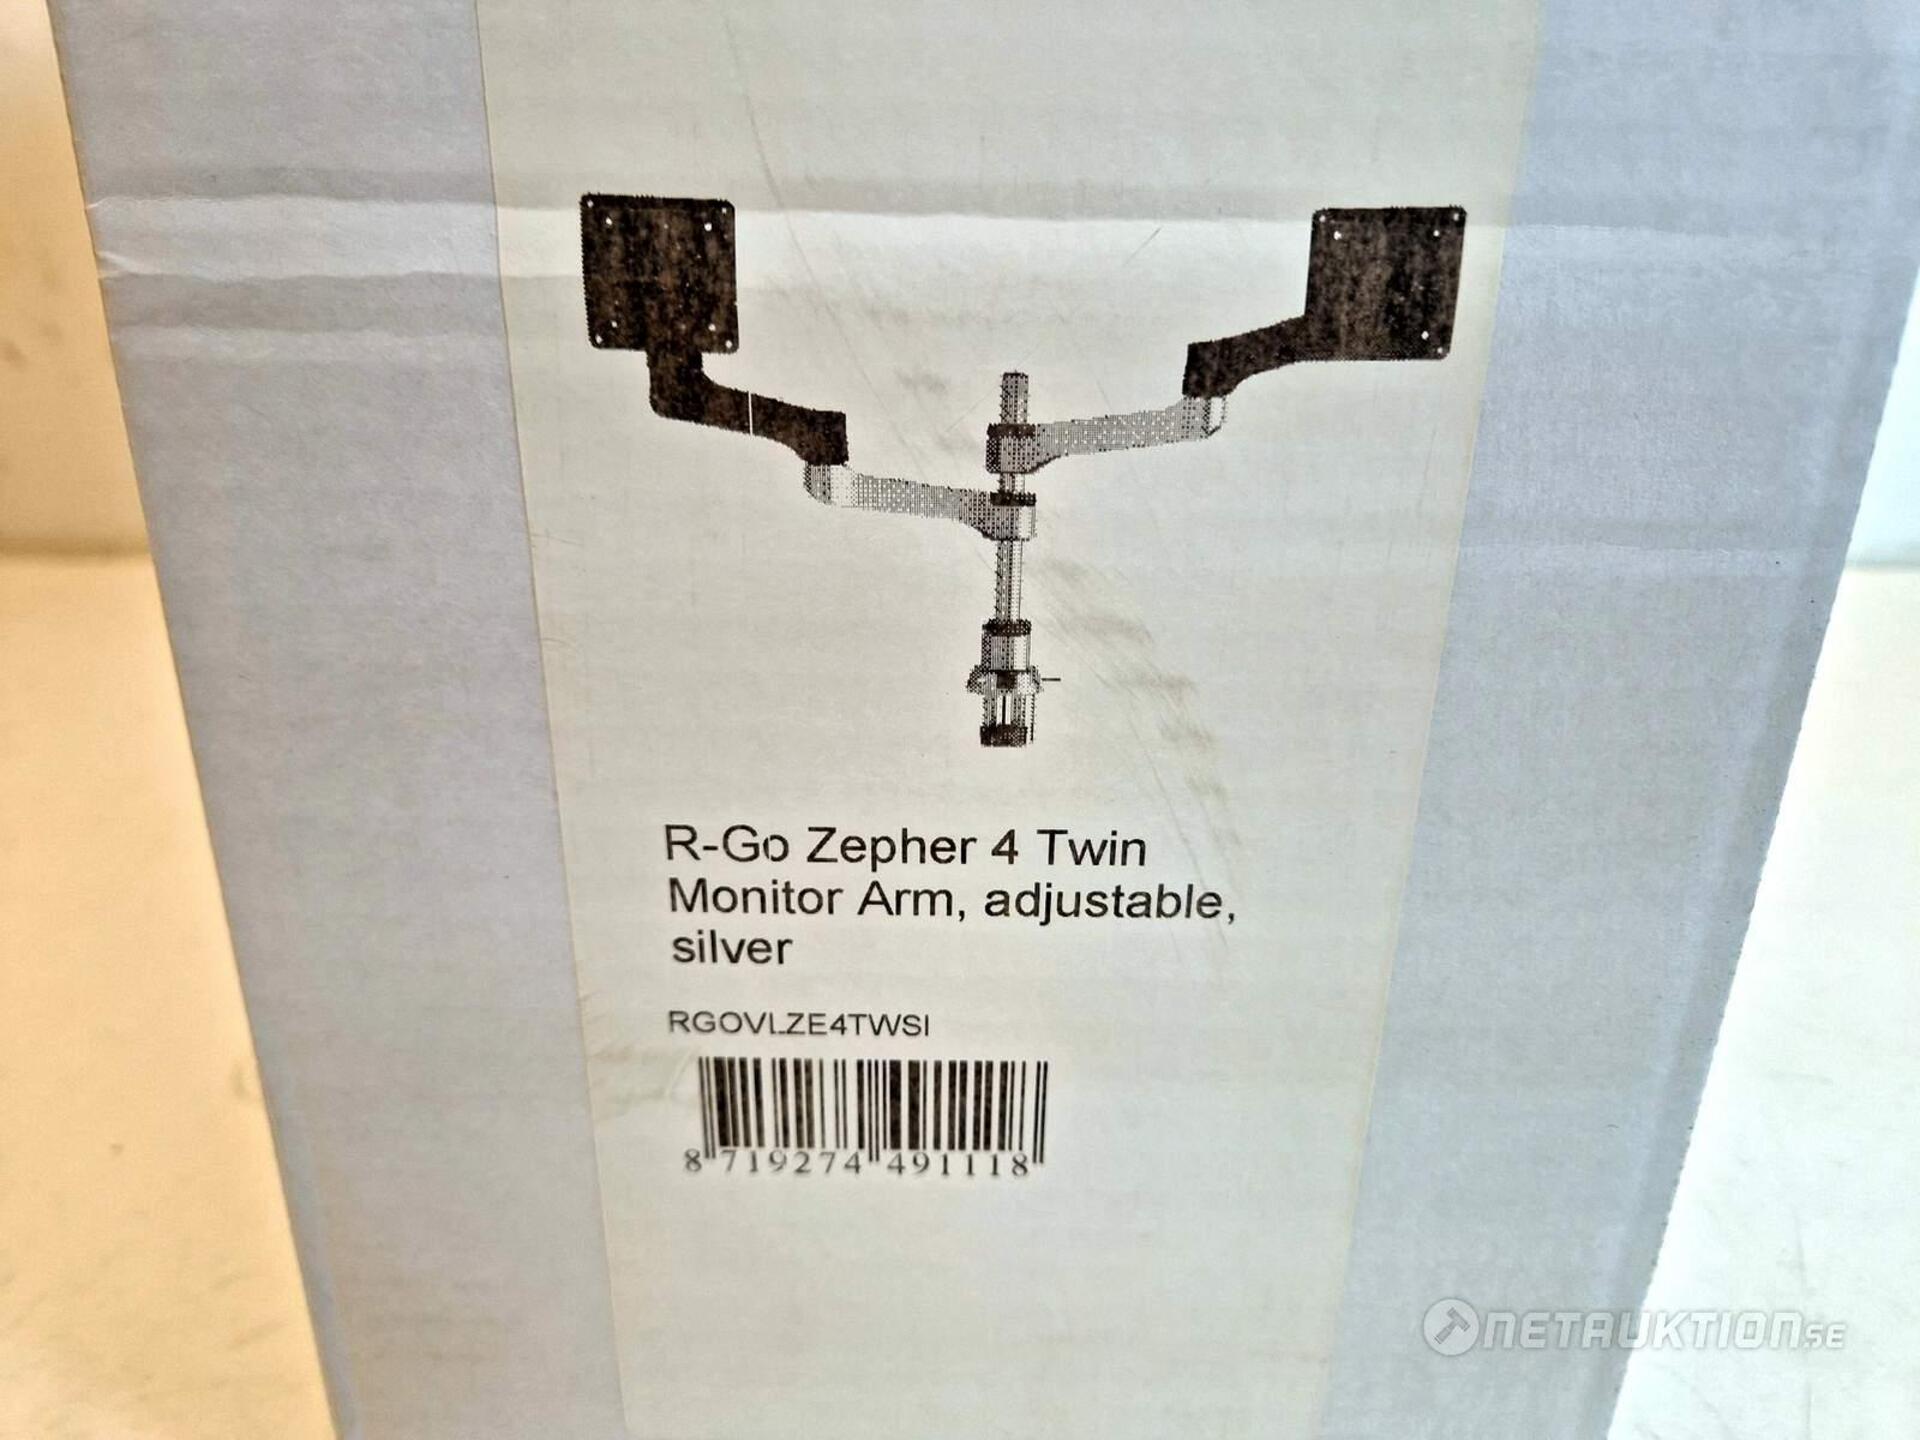 R-Go Zepher 4 Twin
Monitor Arm, adjustable,
silver
RGOVLZE4TWSI
8 719274 491118
NETAUKTION.SE